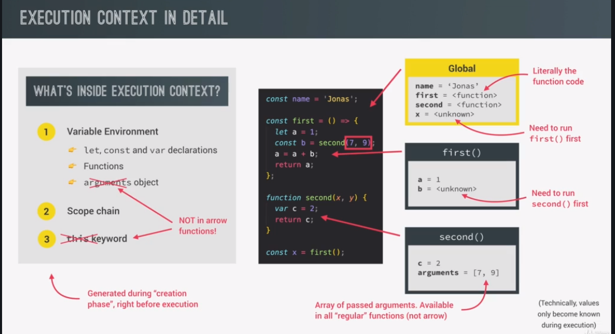 EXECUTION CONTEXT IN DETAIL
WHAT'S INSIDE EXECUTION CONTEXT?
1 Variable Environment
let, const and var declarations
Functions
arguments object
2 Scope chain
3 this keyword
NOT in arrow
functions!
Generated during “creation
phase”, right before execution
const name = 'Jonas';
const first = () => {
let a = 1;
const b = second(7, 9);
a = a + b;
return a;
};
function second(x, y) {
var c = 2;
return c;
}
const x = first();
Global
name = 'Jonas'
first = <function>
second = <function>
x = <unknown>
Literally the
function code
Need to run
first() first
first()
a = 1
b = <unknown>
Need to run
second() first
second()
c = 2
arguments = [7, 9]
Array of passed arguments. Available
in all “regular” functions (not arrow)
(Technically, values
only become known
during execution)